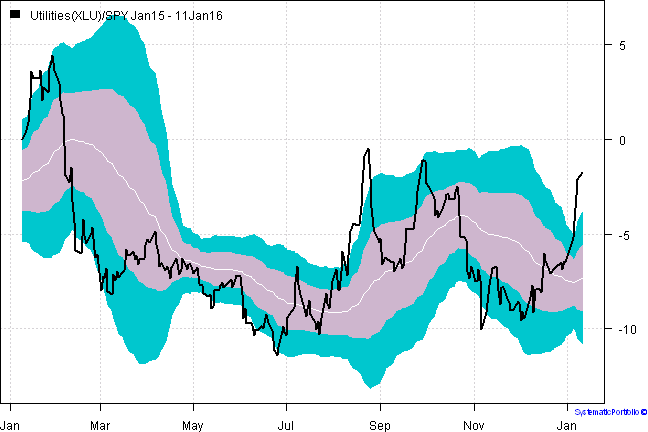 Utilities(XLU)/SPY Jan15 - 11Jan16
5
0
-5
-10
Jan Mar May Jul Sep Nov Jan
SystematicPortfolio ©